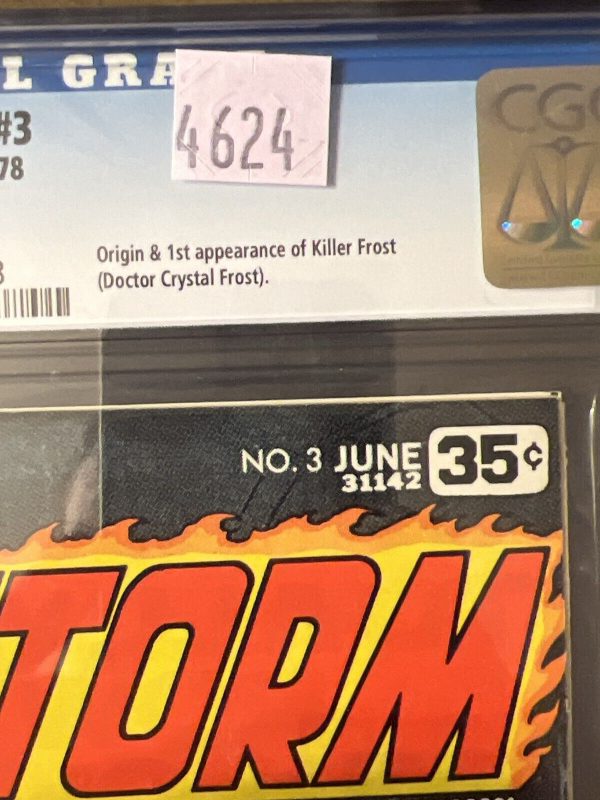 L GRA
4624
CGC
#3
78
Origin & 1st appearance of Killer Frost
(Doctor Crystal Frost).
NO. 3 JUNE 35¢
31142
TORM